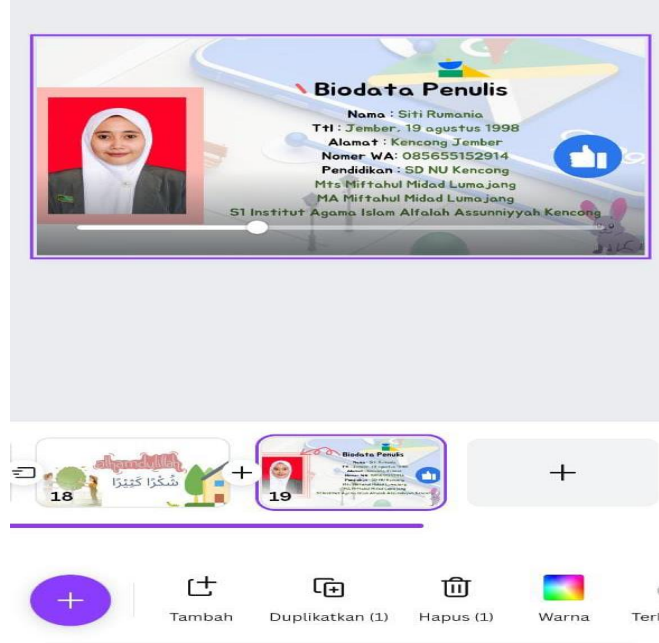 Biodata Penulis
Nama : Siti Rumania
Ttl : Jember, 19 agustus 1998
Alamat : Kencong Jember
Nomer WA: 085655152914
Pendidikan : SD NU Kencong
Mts Miftahul Midad Lumajang
MA Miftahul Midad Lumajang
S1 Institut Agama Islam Alfalah Assunniyyah Kencong
alhamdulillah
شُكْرًا كَثِيْرًا
18
Biodata Penulis
19
Tambah
Duplikatkan (1)
Hapus (1)
Warna